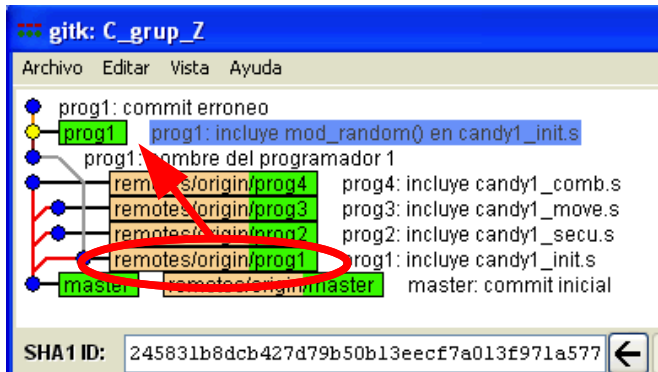 gitk: C_grup_Z
Archivo Editar Vista Ayuda
prog1: commit erroneo
prog1 prog1: incluye mod_random() en candy1_init.s
prog1: nombre del programador 1
remotes/origin/prog4 prog4: incluye candy1_comb.s
remotes/origin/prog3 prog3: incluye candy1_move.s
remotes/origin/prog2 prog2: incluye candy1_secu.s
remotes/origin/prog1 prog1: incluye candy1_init.s
master remotes/origin/master master: commit inicial
SHA1 ID: 245831b8dcb427d79b50b13eecf7a013f971a577